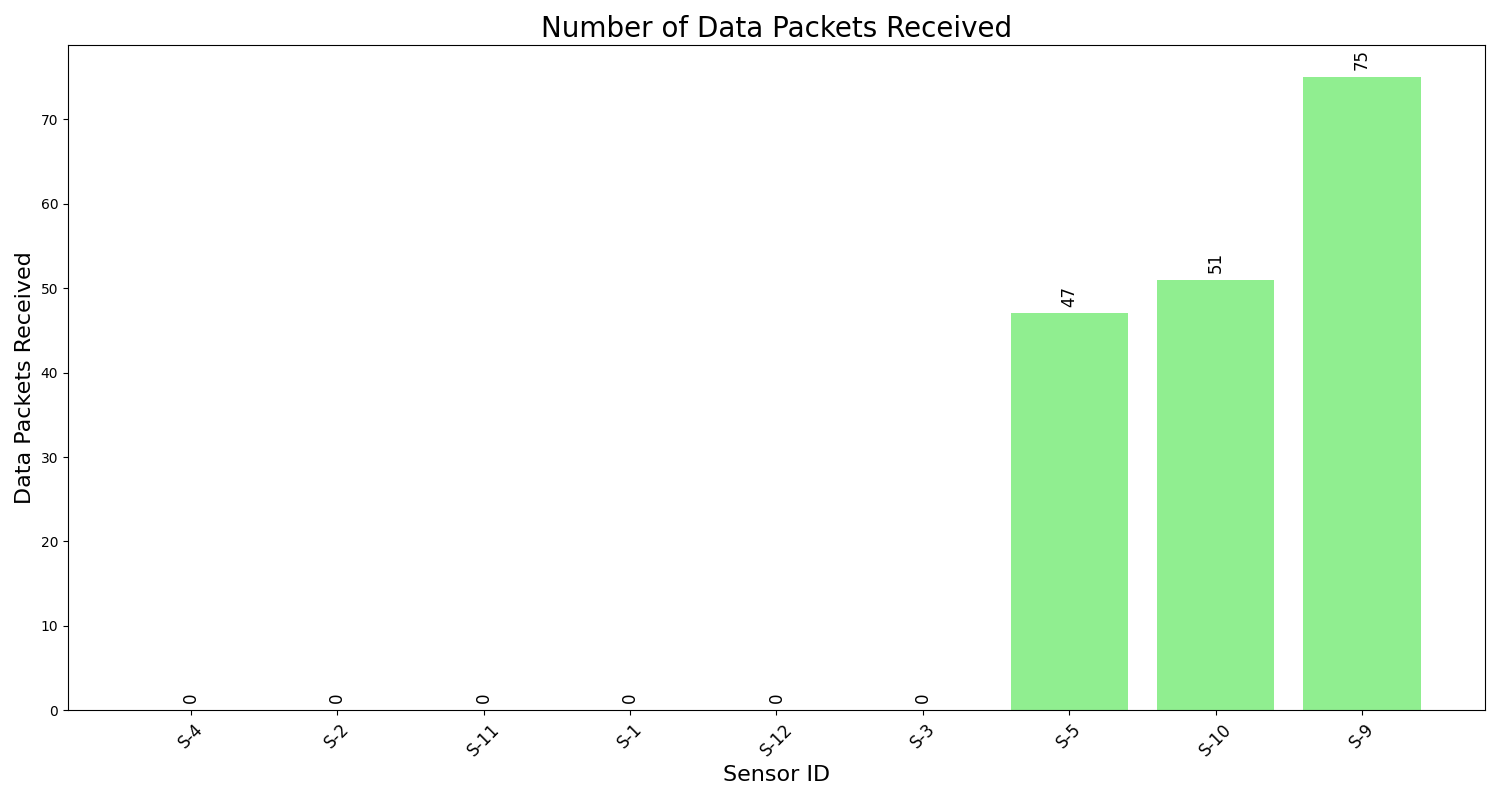 Number of Data Packets Received
Data Packets Received
70
60
50
40
30
20
10
0
0
0
0
0
0
0
47
51
75
S-4
S-2
S-11
S-1
S-12
S-3
S-5
S-10
S-9
Sensor ID